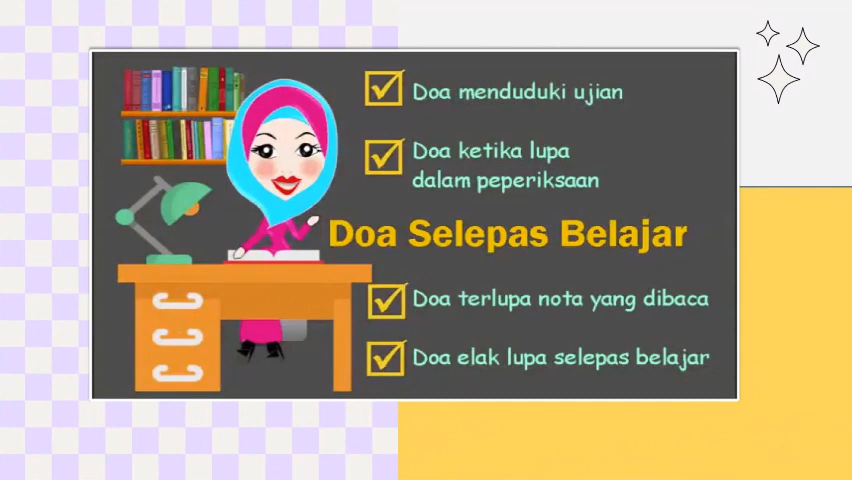 Doa menduduki ujian
Doa ketika lupa
dalam peperiksaan
Doa Selepas Belajar
Doa terlupa nota yang dibaca
Doa elak lupa selepas belajar